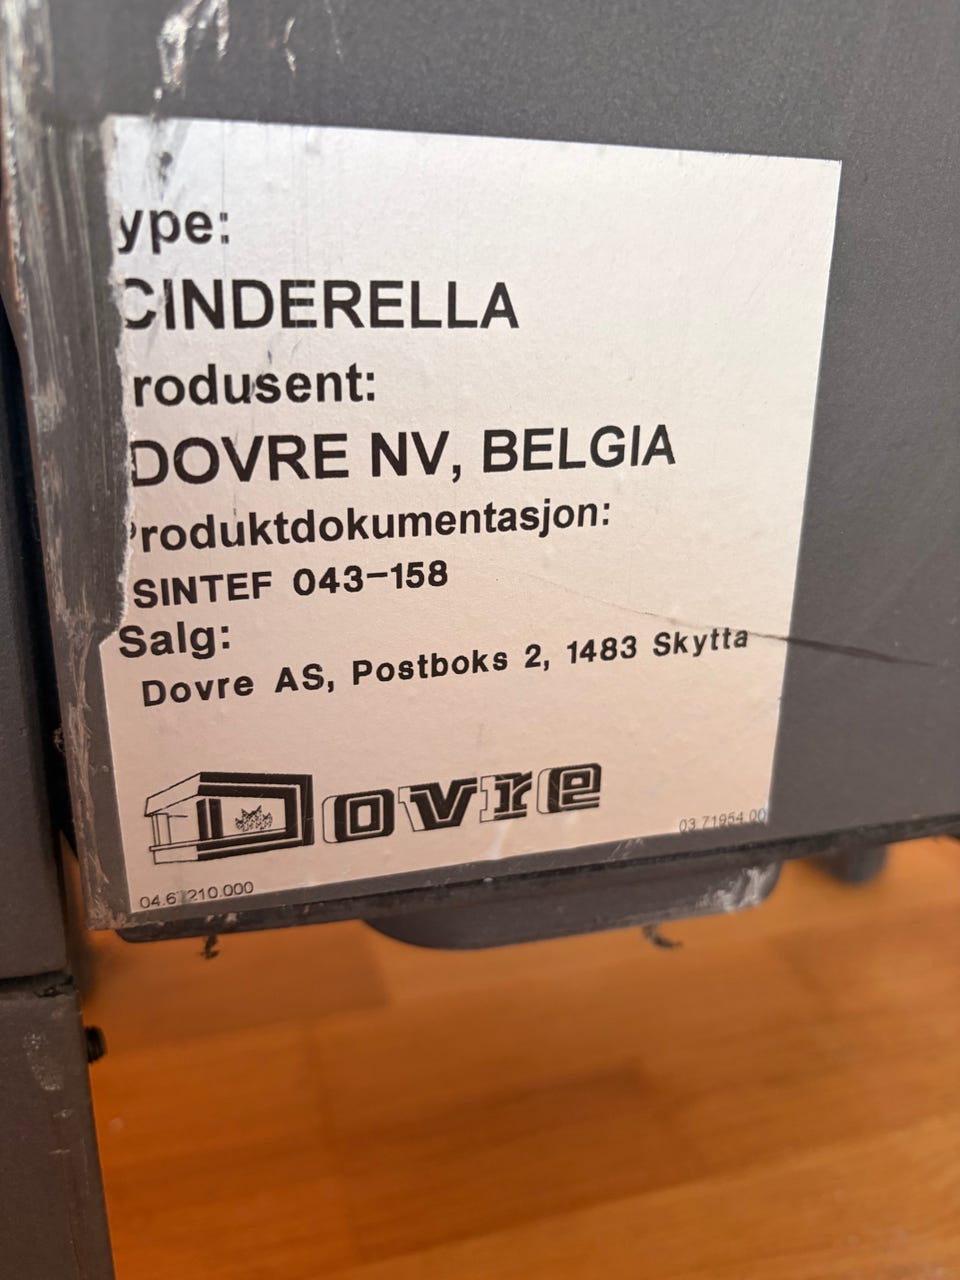 ype:
CINDERELLA
rodusent:
DOVRE NV, BELGIA
Produktdokumentasjon:
SINTEF 043-158
Salg:
Dovre AS, Postboks 2, 1483 Skytta
Dovre
03.71954.00